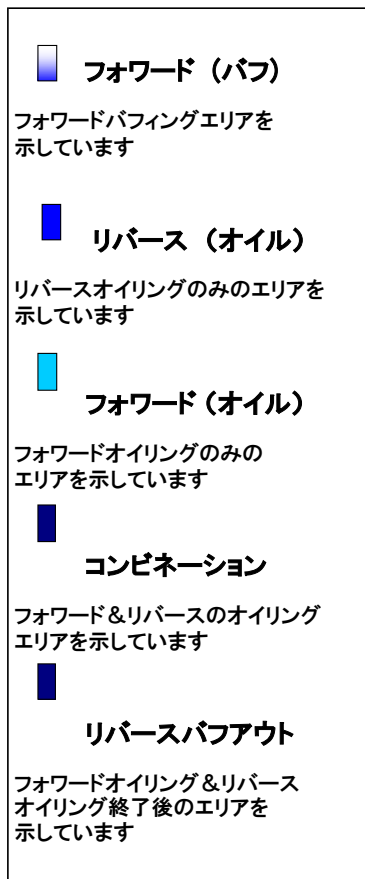 フォワード (バフ)
フォワードバフィングエリアを
示しています
リバース (オイル)
リバースオイリングのみのエリアを
示しています
フォワード (オイル)
フォワードオイリングのみの
エリアを示しています
コンビネーション
フォワード&リバースのオイリング
エリアを示しています
リバースバフアウト
フォワードオイリング&リバース
オイリング終了後のエリアを
示しています